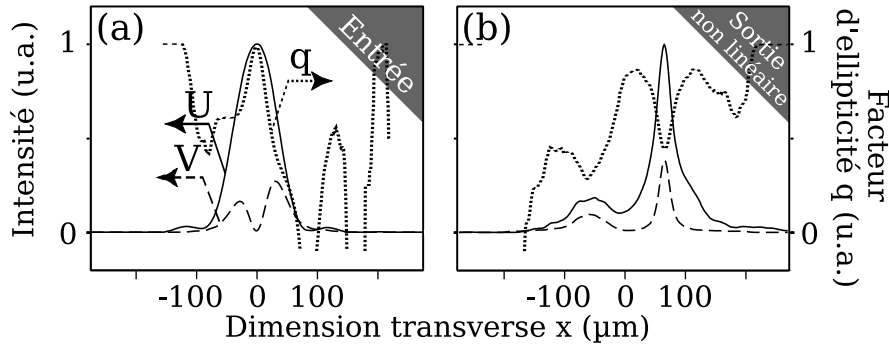 (a)
Entrée
(b)
Sortie
non linéaire
1
0
U
V
q
1
0
Intensité (u.a.)
Facteur
d'ellipticité q (u.a.)
-100 0 100
-100 0 100
Dimension transverse x (µm)